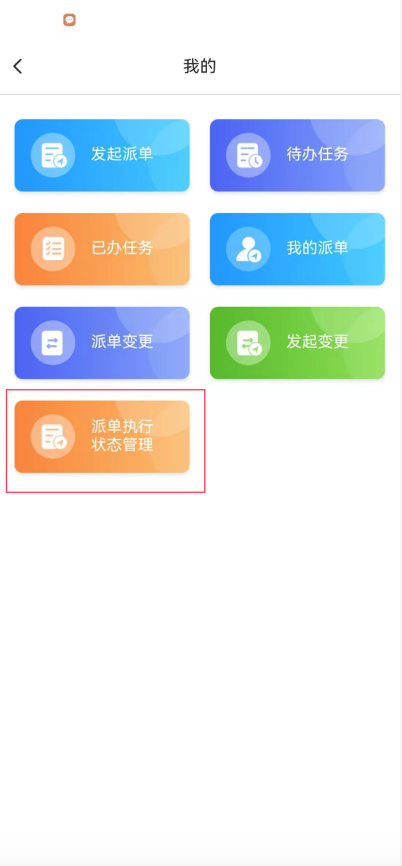 我的
发起派单
待办任务
已办任务
我的派单
派单变更
发起变更
派单执行
状态管理